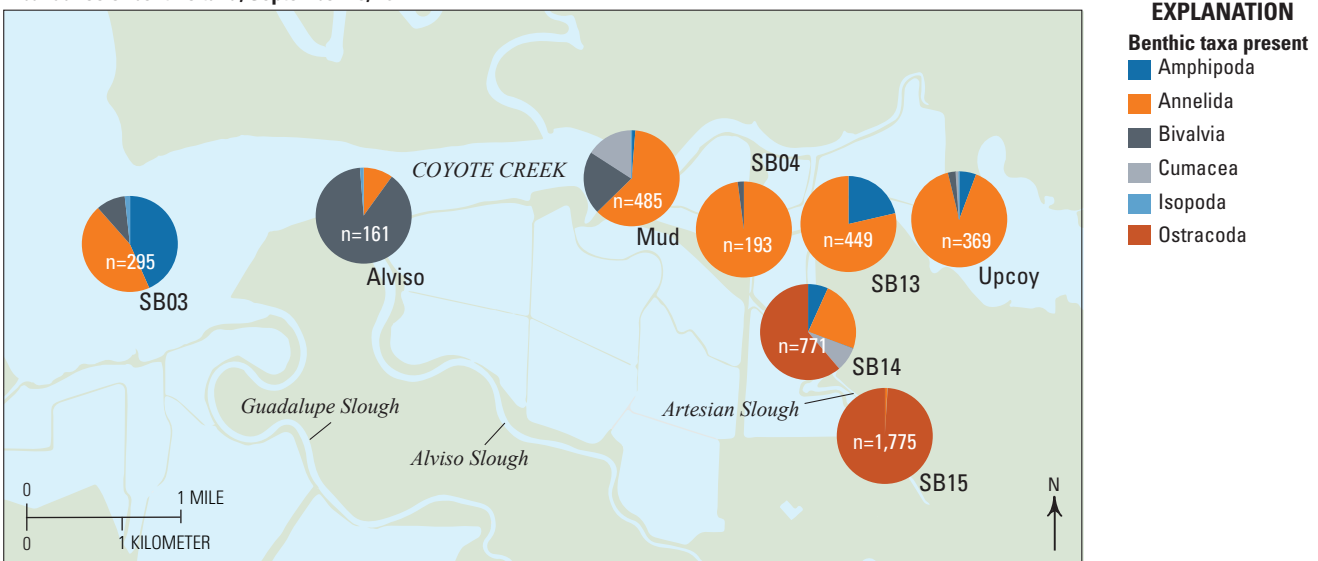 EXPLANATION
Benthic taxa present
Amphipoda
Annelida
Bivalvia
Cumacea
Isopoda
Ostracoda
COYOTE CREEK
SB04
n=485
Mud
n=193
n=449
SB13
n=369
Upcoy
n=161
Alviso
n=295
SB03
n=771
SB14
Guadalupe Slough
Artesian Slough
Alviso Slough
n=1,775
SB15
0
1 MILE
0
1 KILOMETER
N